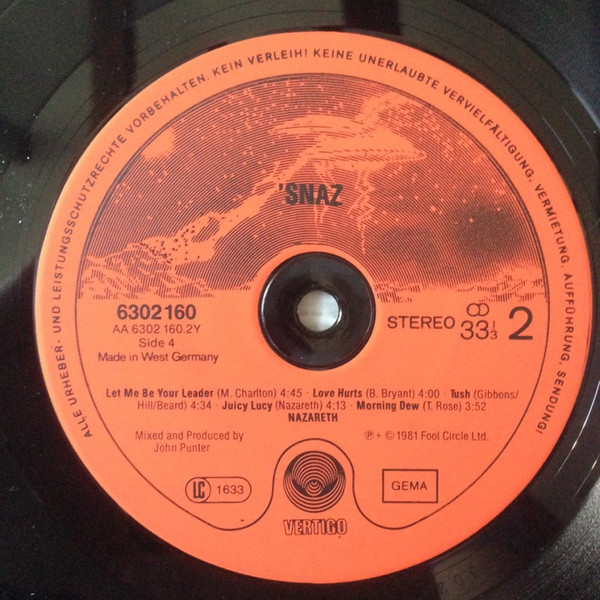 ALLE URHEBER- UND LEISTUNGSSCHUTZRECHTE VORBEHALTEN. KEIN VERLEIH! KEINE UNERLAUBTE VERVIELFÄLTIGUNG, VERMIETUNG, AUFFÜHRUNG, SENDUNG!
'SNAZ
6302160
AA 6302 160.2Y
Side 4
Made in West Germany
STEREO 33 1/3 2
Let Me Be Your Leader (M. Charlton) 4:45 · Love Hurts (B. Bryant) 4:00 · Tush (Gibbons/
Hill/Beard) 4:34 · Juicy Lucy (Nazareth) 4:13 · Morning Dew (T. Rose) 3:52
NAZARETH
Mixed and Produced by
John Punter
℗ + © 1981 Fool Circle Ltd.
LC 1633
GEMA
VERTIGO